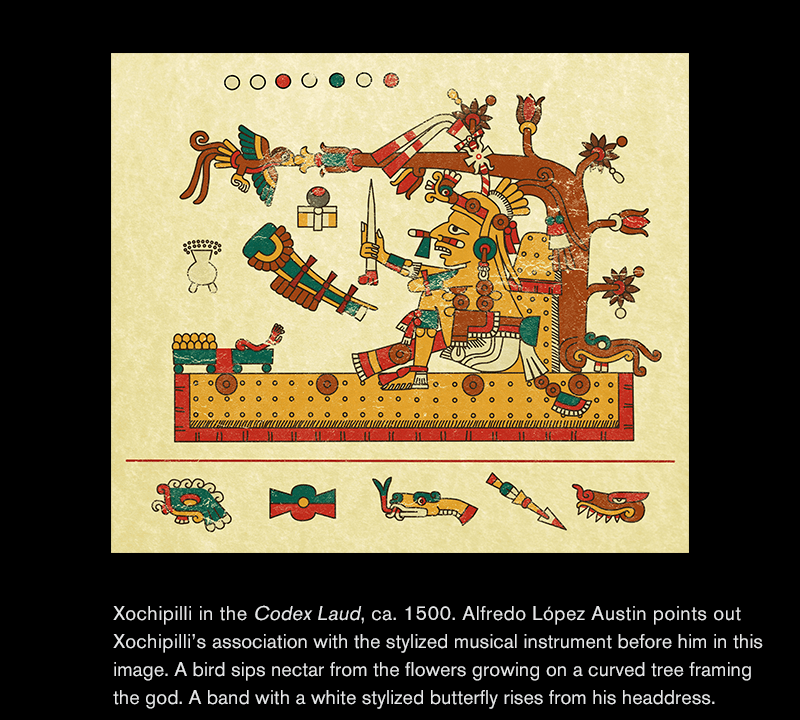 Xochipilli in the Codex Laud, ca. 1500. Alfredo López Austin points out
Xochipilli’s association with the stylized musical instrument before him in this
image. A bird sips nectar from the flowers growing on a curved tree framing
the god. A band with a white stylized butterfly rises from his headdress.